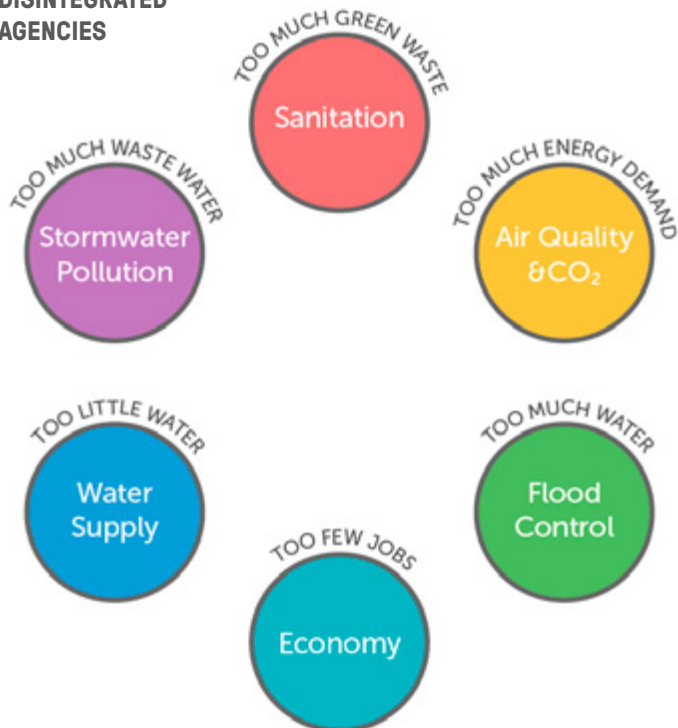 DISINTEGRATED
AGENCIES
TOO MUCH GREEN WASTE
Sanitation
TOO MUCH WASTE WATER
Stormwater
Pollution
TOO MUCH ENERGY DEMAND
Air Quality
&CO₂
TOO LITTLE WATER
Water
Supply
TOO MUCH WATER
Flood
Control
TOO FEW JOBS
Economy